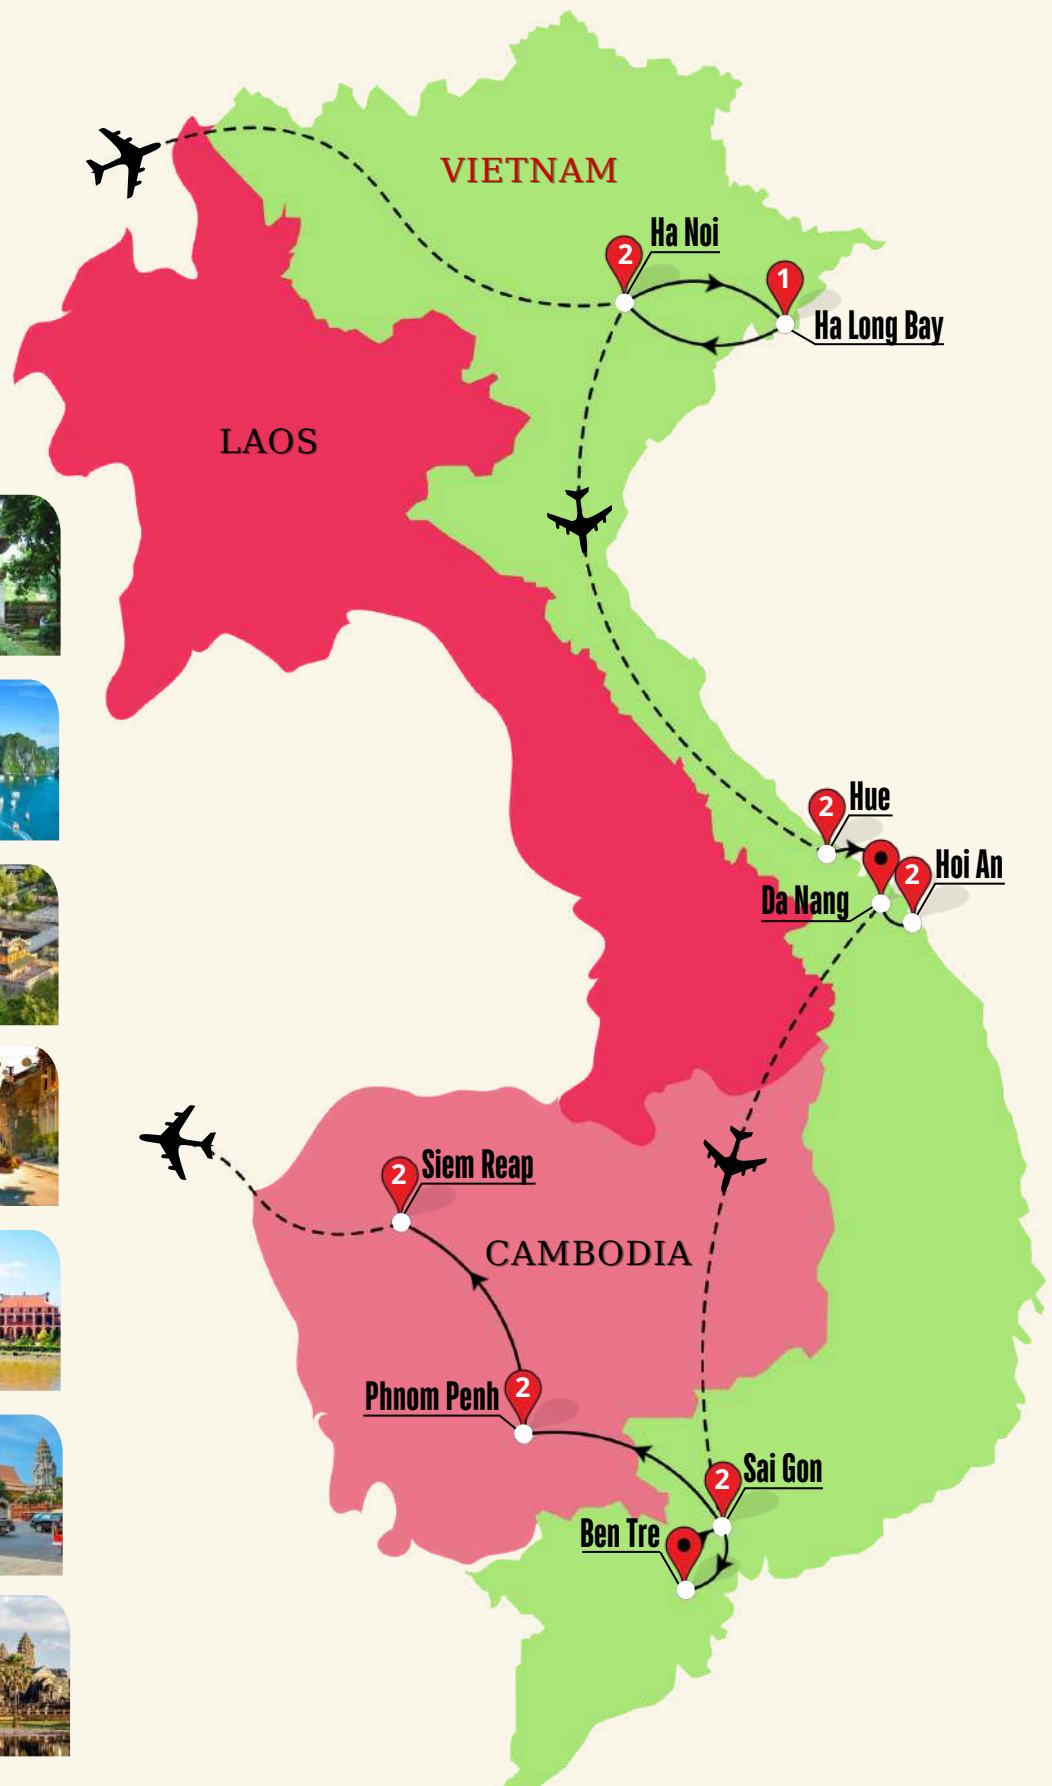 VIETNAM
2
Ha Noi
1
Ha Long Bay
LAOS
2
Hue
2
Hoi An
Da Nang
2
Siem Reap
CAMBODIA
Phnom Penh
2
2
Sai Gon
Ben Tre